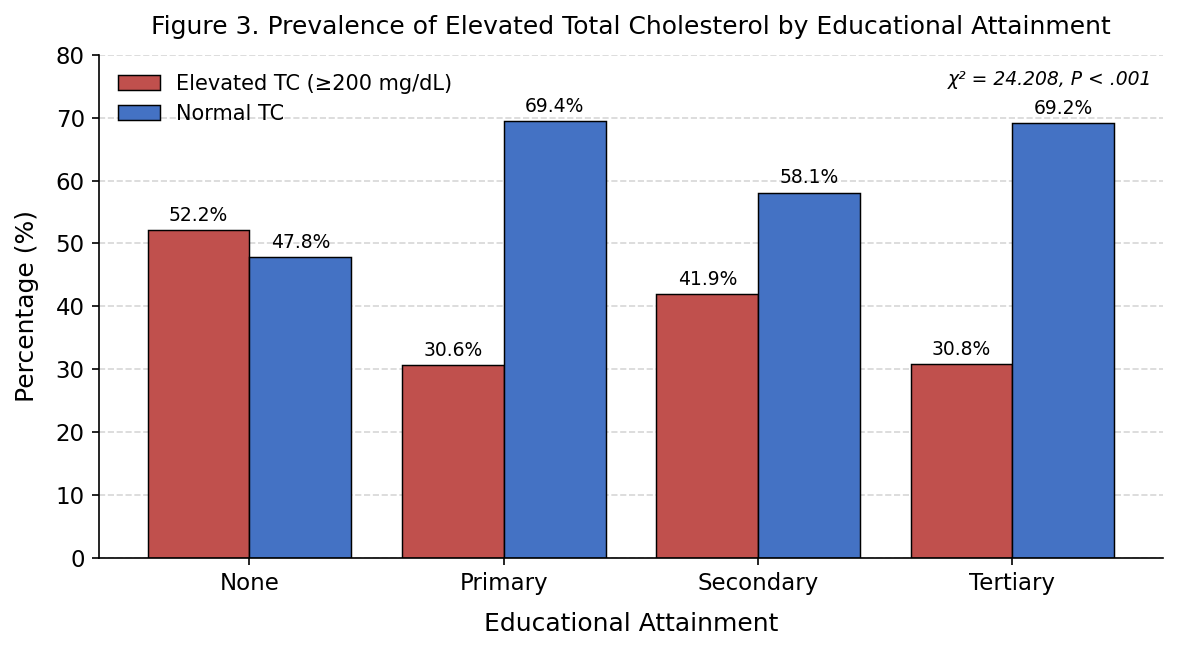 Figure 3. Prevalence of Elevated Total Cholesterol by Educational Attainment
Elevated TC (≥200 mg/dL)
Normal TC
χ² = 24.208, P < .001
Percentage (%)
80
70
60
50
40
30
20
10
0
52.2%
47.8%
30.6%
69.4%
41.9%
58.1%
30.8%
69.2%
None
Primary
Secondary
Tertiary
Educational Attainment